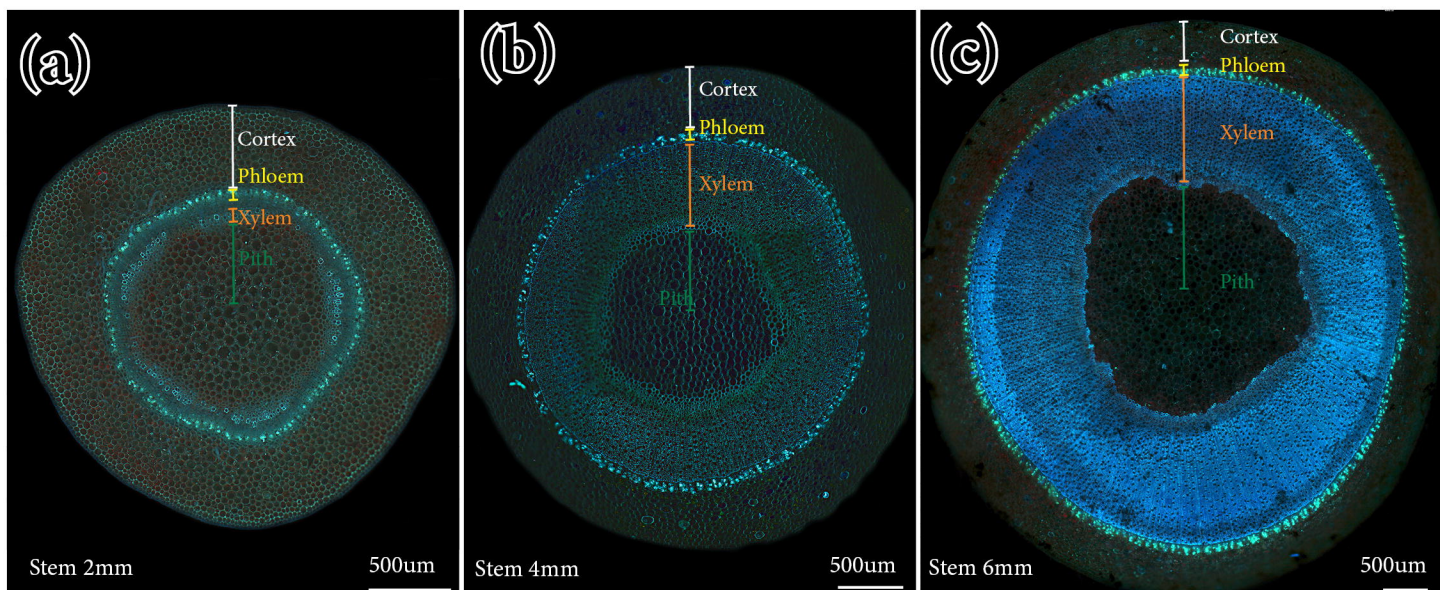 (a)
Cortex
Phloem
Xylem
Pith
Stem 2mm
500um
(b)
Cortex
Phloem
Xylem
Pith
Stem 4mm
500um
(c)
Cortex
Phloem
Xylem
Pith
Stem 6mm
500um